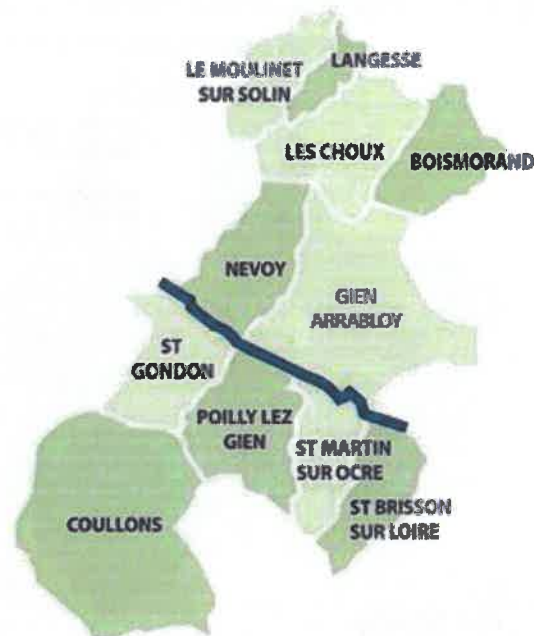 LANGESSE
LE MOULINET
SUR SOLIN
LES CHOUX
BOISMORAND
NEVOY
GIEN
ARRABLOY
ST
GONDON
POILLY LEZ
GIEN
ST MARTIN
SUR OCRE
ST BRISSON
SUR LOIRE
COULLONS